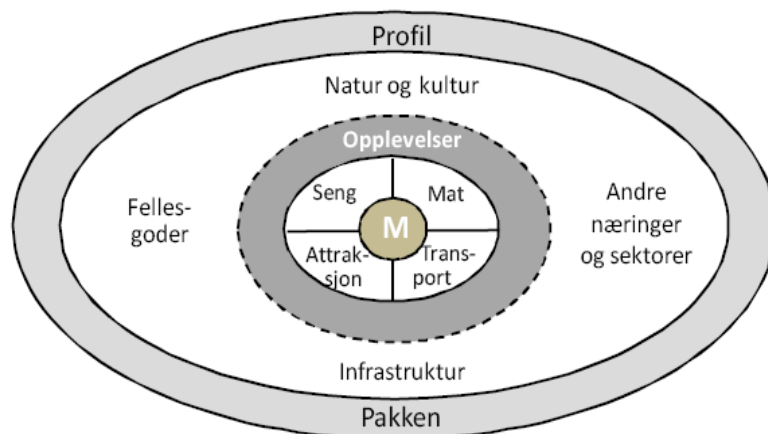 Profil
Natur og kultur
Opplevelser
Seng
Mat
Felles-
goder
M
Andre
næringer
og sektorer
Attrak-
sjon
Trans-
port
Infrastruktur
Pakken